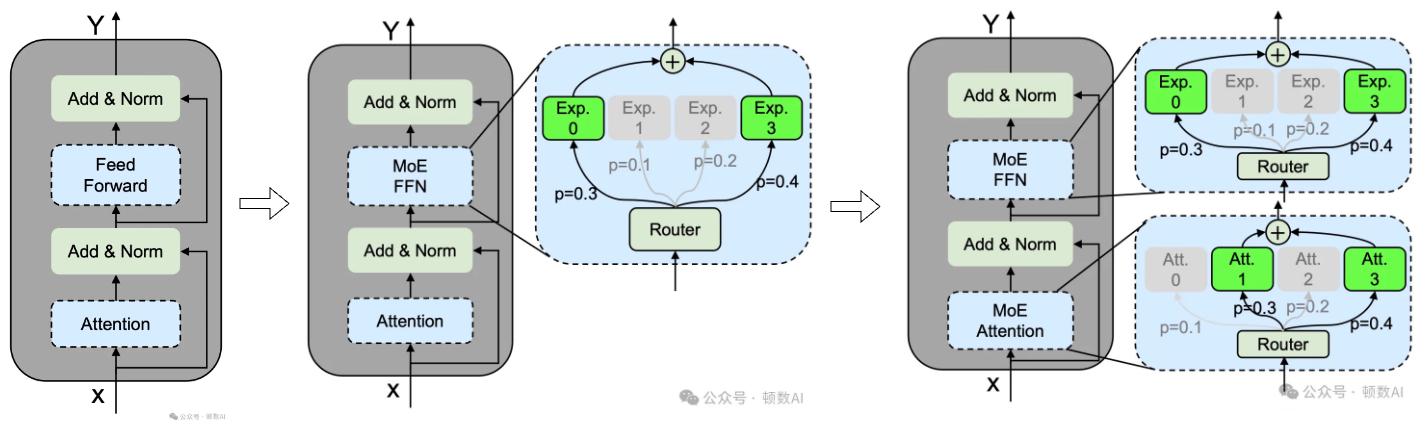 Y
Add & Norm
Feed
Forward
Add & Norm
Attention
x
公众号 · 顿数AI
Y
Add & Norm
MoE
FFN
Add & Norm
Attention
x
Exp.
0
Exp.
1
Exp.
2
Exp.
3
p=0.1
p=0.2
p=0.3
p=0.4
Router
公众号 · 顿数AI
Y
Add & Norm
MoE
FFN
Add & Norm
MoE
Attention
x
Exp.
0
Exp.
1
Exp.
2
Exp.
3
p=0.1
p=0.2
p=0.3
p=0.4
Router
Att.
0
Att.
1
Att.
2
Att.
3
p=0.3
p=0.2
p=0.1
p=0.4
Router
公众号 · 顿数AI